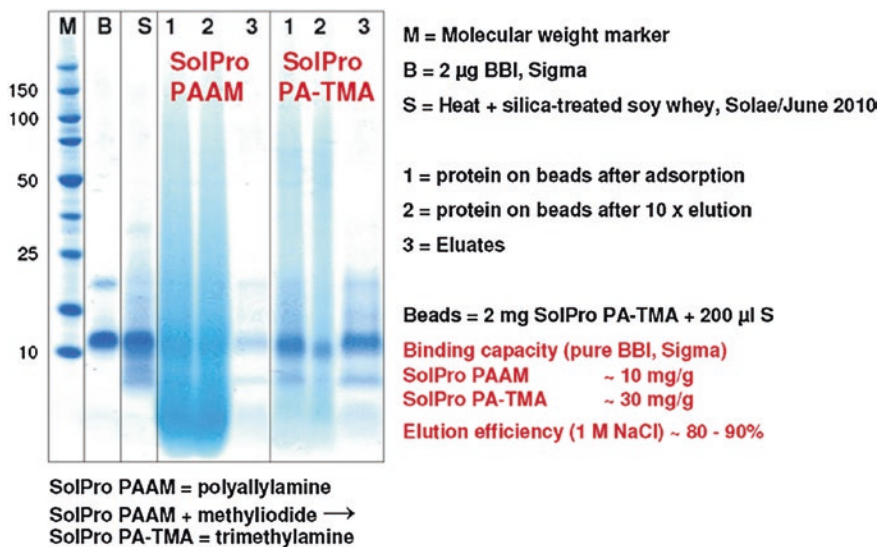 M B S 1 2 3 1 2 3
SolPro
PAAM
SolPro
PA-TMA
150
100
50
25
10
M = Molecular weight marker
B = 2 µg BBI, Sigma
S = Heat + silica-treated soy whey, Solae/June 2010
1 = protein on beads after adsorption
2 = protein on beads after 10 x elution
3 = Eluates
Beads = 2 mg SolPro PA-TMA + 200 µl S
Binding capacity (pure BBI, Sigma)
SolPro PAAM ~ 10 mg/g
SolPro PA-TMA ~ 30 mg/g
Elution efficiency (1 M NaCl) ~ 80 - 90%
SolPro PAAM = polyallylamine
SolPro PAAM + methyliodide →
SolPro PA-TMA = trimethylamine